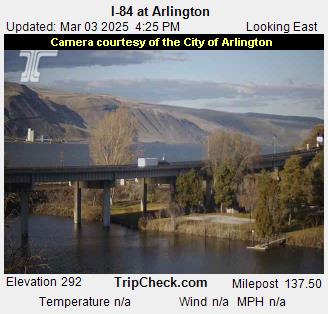 I-84 at Arlington
Updated: Mar 03 2025 4:25 PM Looking East
Camera courtesy of the City of Arlington
Elevation 292 TripCheck.com Milepost 137.50
Temperature n/a Wind n/a MPH n/a